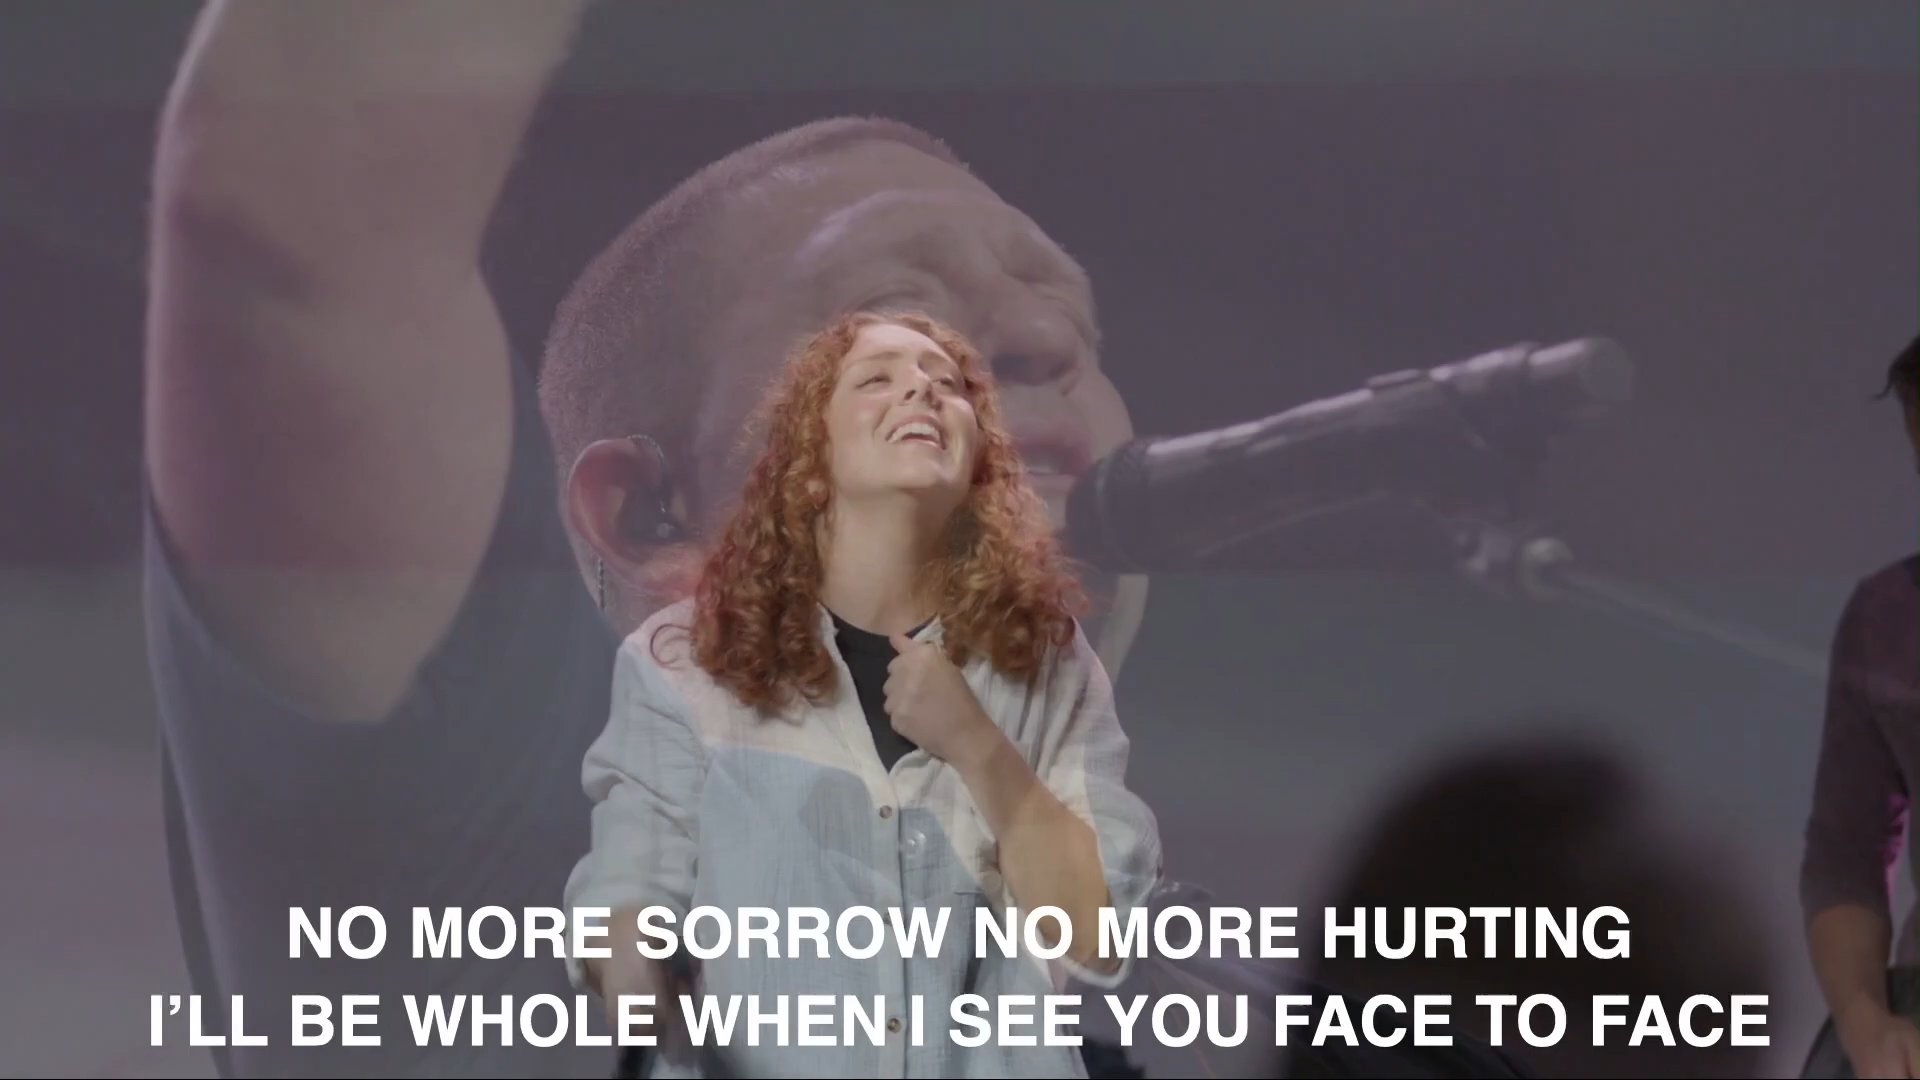 NO MORE SORROW NO MORE HURTING
I’LL BE WHOLE WHEN I SEE YOU FACE TO FACE